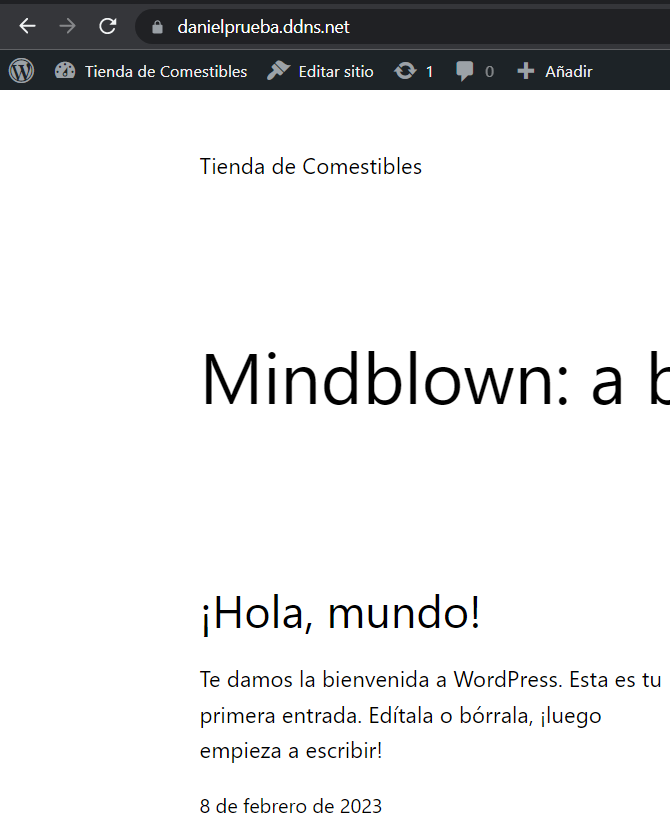 danielprueba.ddns.net
Tienda de Comestibles Editar sitio 1 0 Añadir
Tienda de Comestibles
Mindblown: a
¡Hola, mundo!
Te damos la bienvenida a WordPress. Esta es tu
primera entrada. Edítala o bórrala, ¡luego
empieza a escribir!
8 de febrero de 2023